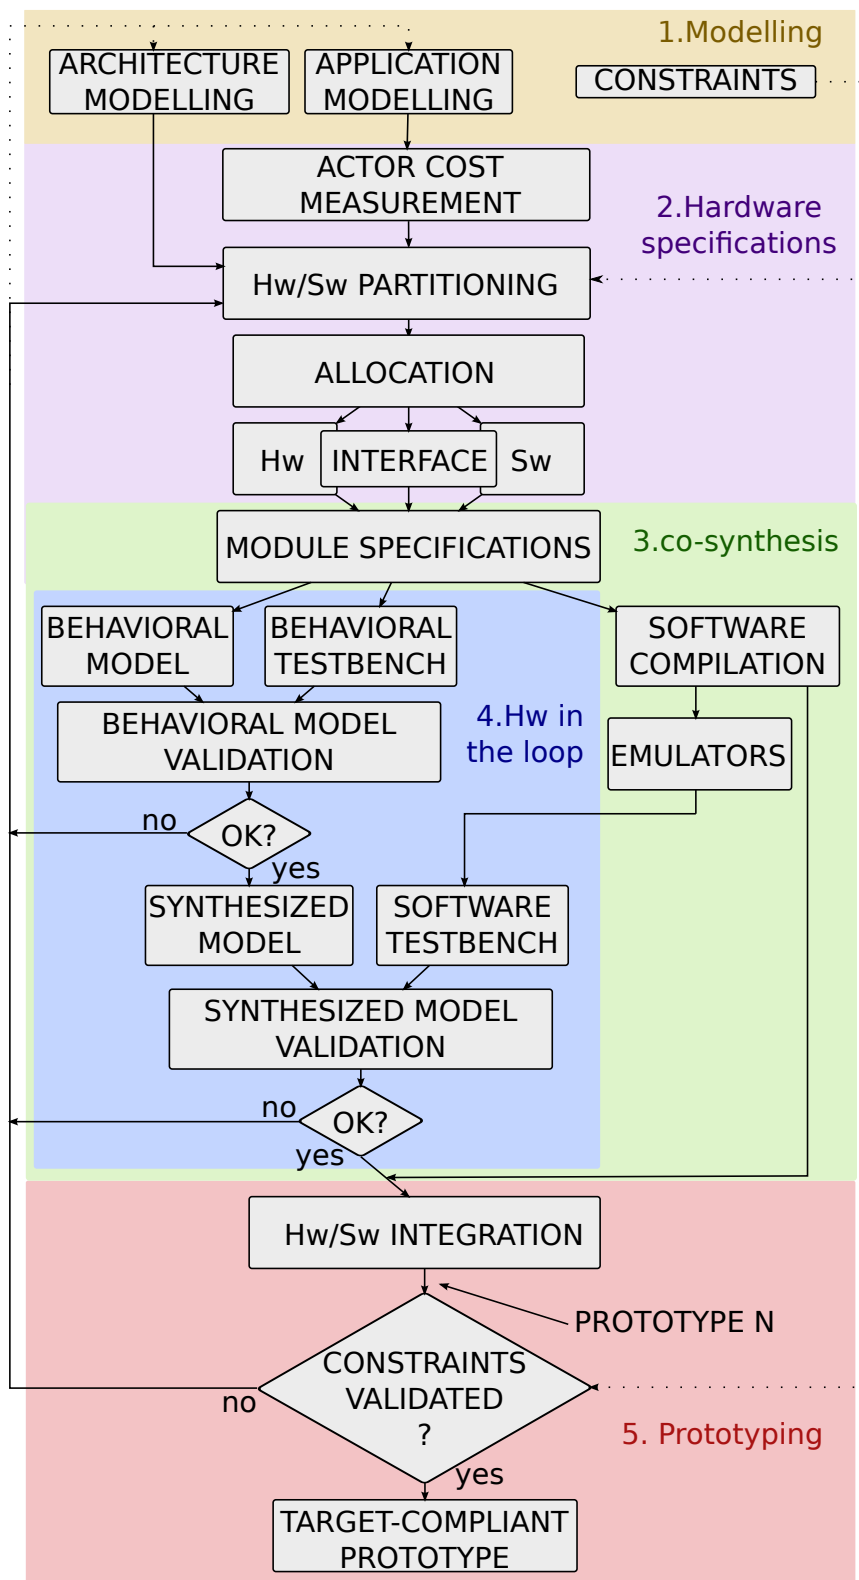 1.Modelling
ARCHITECTURE
MODELLING
APPLICATION
MODELLING
CONSTRAINTS
ACTOR COST
MEASUREMENT
2.Hardware
specifications
Hw/Sw PARTITIONING
ALLOCATION
Hw
INTERFACE
Sw
MODULE SPECIFICATIONS
3.co-synthesis
BEHAVIORAL
MODEL
BEHAVIORAL
TESTBENCH
SOFTWARE
COMPILATION
BEHAVIORAL MODEL
VALIDATION
4.Hw in
the loop
EMULATORS
no
OK?
yes
SYNTHESIZED
MODEL
SOFTWARE
TESTBENCH
SYNTHESIZED MODEL
VALIDATION
no
OK?
yes
Hw/Sw INTEGRATION
PROTOTYPE N
CONSTRAINTS
VALIDATED
?
no
5. Prototyping
yes
TARGET-COMPLIANT
PROTOTYPE